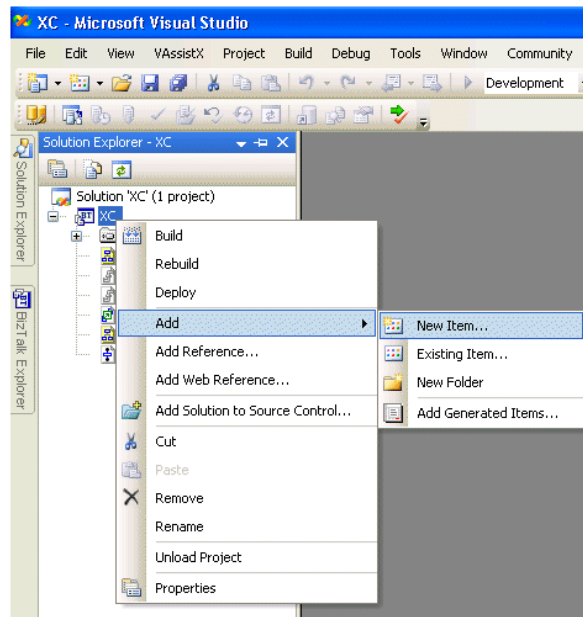 XC - Microsoft Visual Studio
File Edit View VAssistX Project Build Debug Tools Window Community
Development
Solution Explorer - XC
Solution Explorer
BizTalk Explorer
Solution 'XC' (1 project)
BT XC
Build
Rebuild
Deploy
Add
Add Reference...
Add Web Reference...
Add Solution to Source Control...
Cut
Paste
Remove
Rename
Unload Project
Properties
New Item...
Existing Item...
New Folder
Add Generated Items...